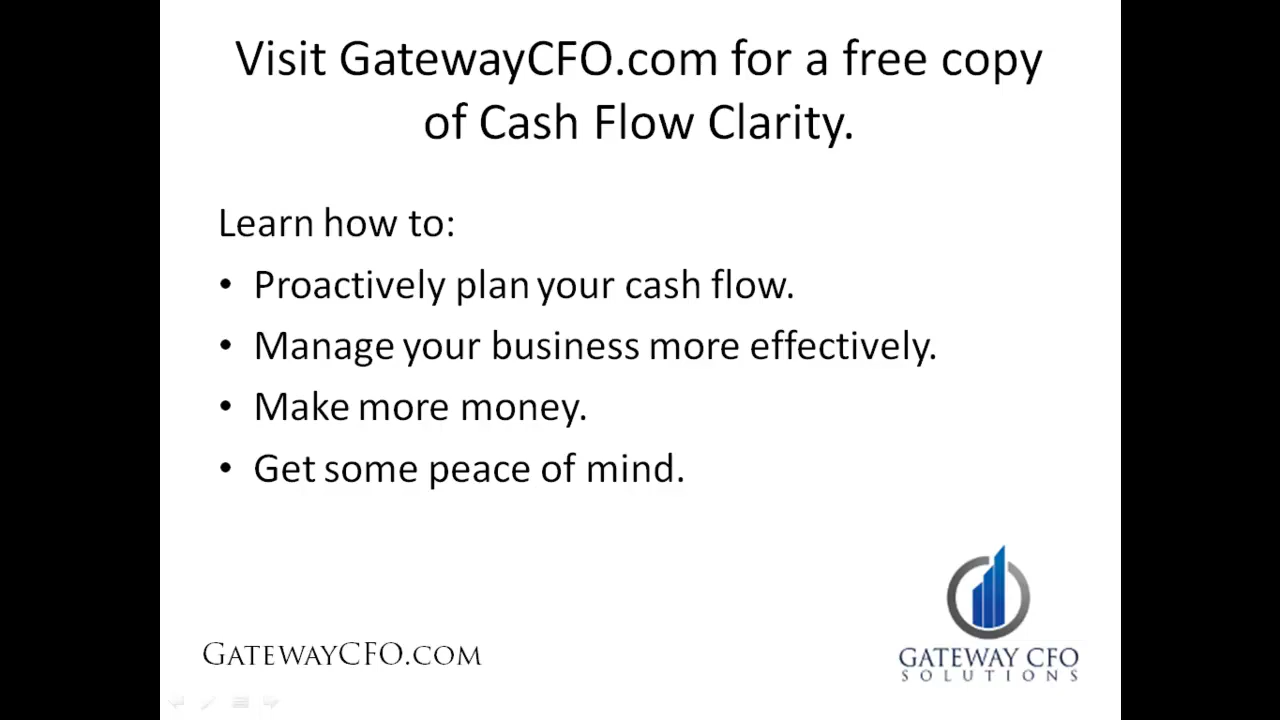 Visit GatewayCFO.com for a free copy
of Cash Flow Clarity.
Learn how to:
• Proactively plan your cash flow.
• Manage your business more effectively.
• Make more money.
• Get some peace of mind.
GATEWAYCFO.COM
GATEWAY CFO
SOLUTIONS